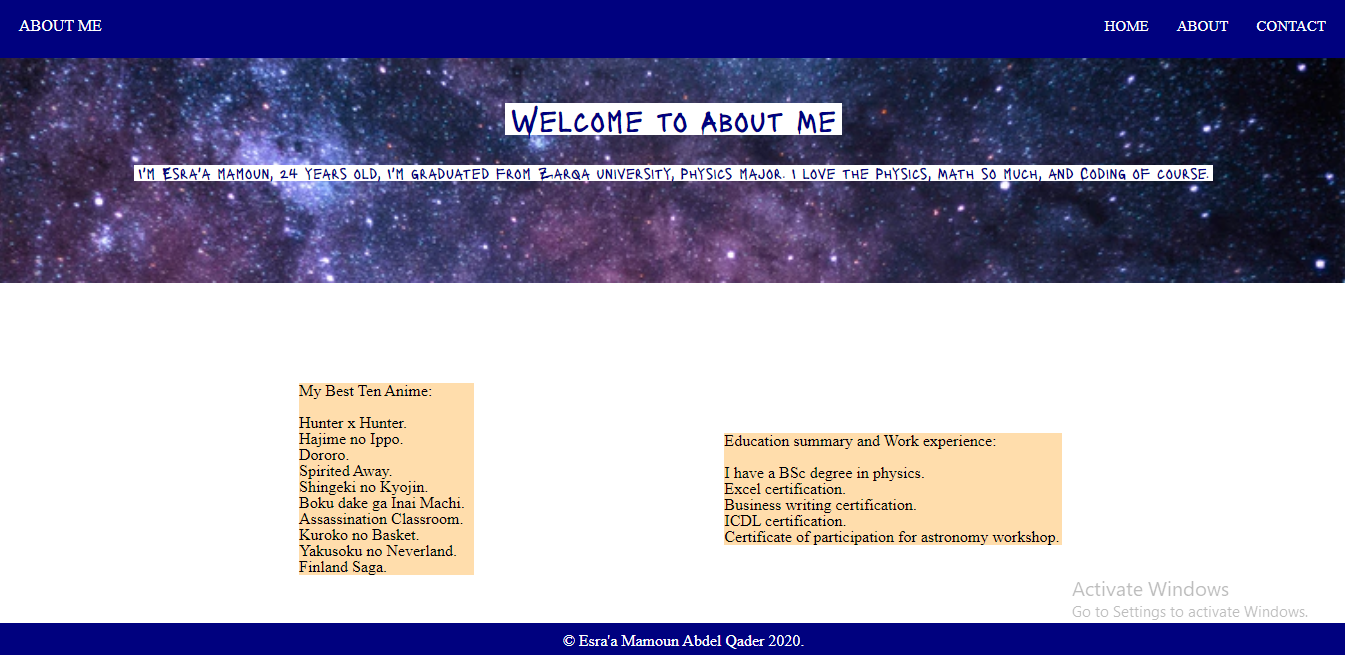 ABOUT ME
HOME ABOUT CONTACT
Welcome to about me
I'm Esra'a mamoun, 24 years old, I'm graduated from Zarqa university, physics major. I love the physics, math so much, and Coding of course.
My Best Ten Anime:
Hunter x Hunter.
Hajime no Ippo.
Dororo.
Spirited Away.
Shingeki no Kyojin.
Boku dake ga Inai Machi.
Assassination Classroom.
Kuroko no Basket.
Yakusoku no Neverland.
Finland Saga.
Education summary and Work experience:
I have a BSc degree in physics.
Excel certification.
Business writing certification.
ICDL certification.
Certificate of participation for astronomy workshop.
Activate Windows
Go to Settings to activate Windows.
© Esra'a Mamoun Abdel Qader 2020.